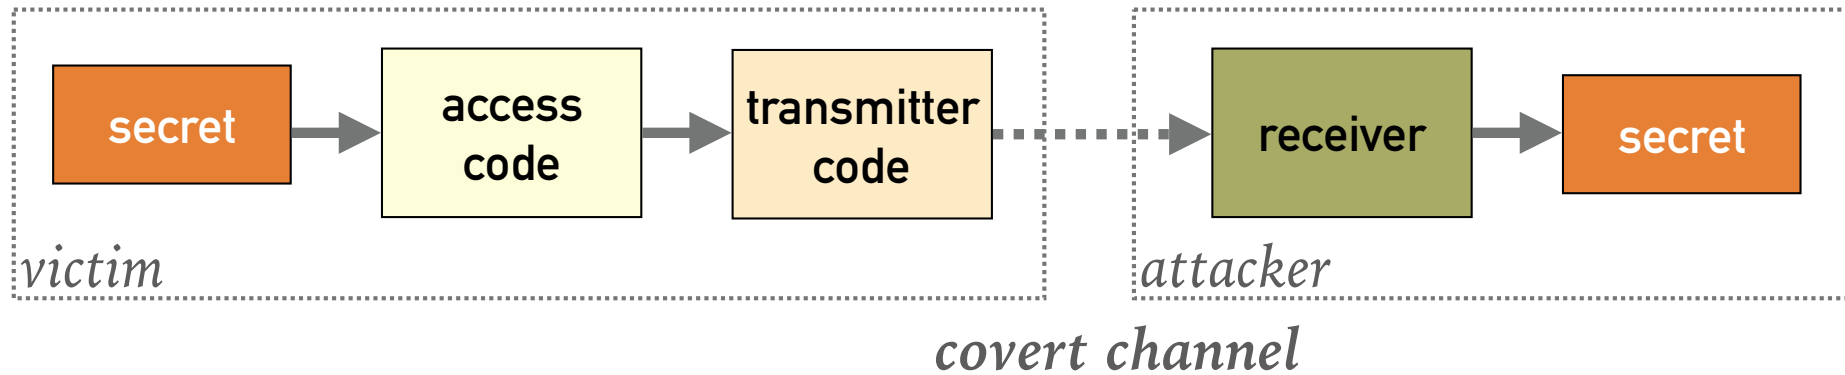 secret
access
code
transmitter
code
receiver
secret
victim
attacker
covert channel